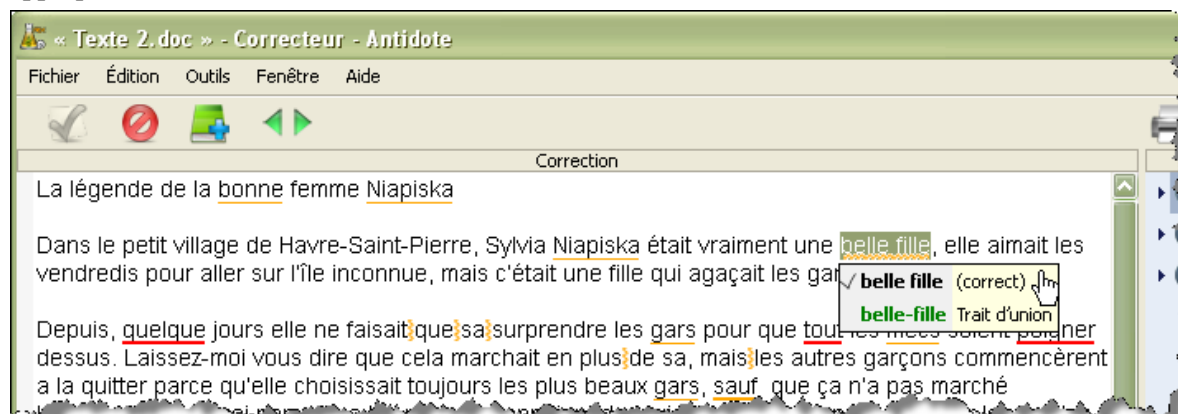 « Texte 2.doc » - Correcteur - Antidote
Fichier Édition Outils Fenêtre Aide
Correction
La légende de la bonne femme Niapiska
Dans le petit village de Havre-Saint-Pierre, Sylvia Niapiska était vraiment une belle fille, elle aimait les
vendredis pour aller sur l'île inconnue, mais c'était une fille qui agaçait les
belle fille (correct)
belle-fille Trait d'union
Depuis, quelque jours elle ne faisait que sa surprendre les gars pour que tout les
dessus. Laissez-moi vous dire que cela marchait en plus de sa, mais les autres garçons commencèrent
a la quitter parce qu'elle choisissait toujours les plus beaux gars, sauf que ça n'a pas marché